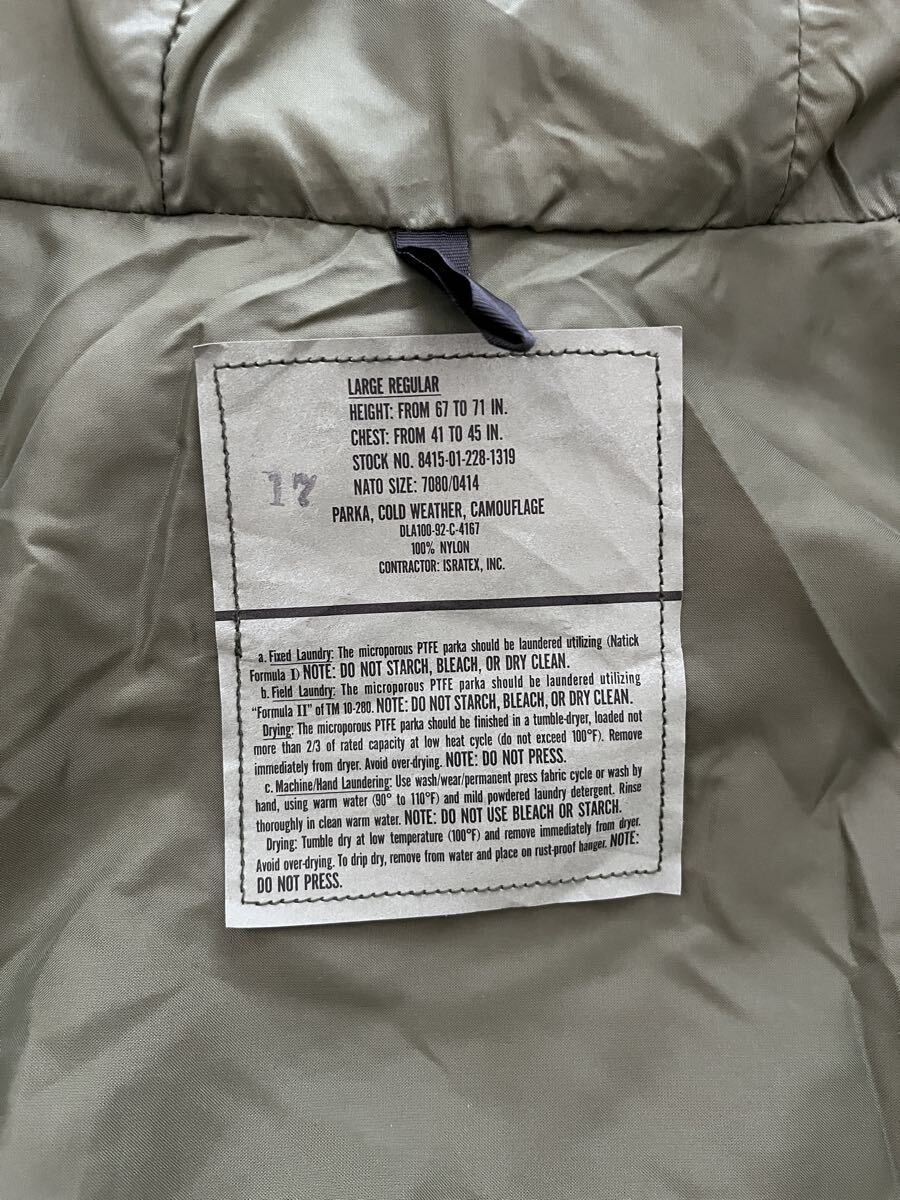 LARGE REGULAR
HEIGHT: FROM 67 TO 71 IN.
CHEST: FROM 41 TO 45 IN.
STOCK NO. 8415-01-228-1319
17
NATO SIZE: 7080/0414
PARKA, COLD WEATHER, CAMOUFLAGE
DLA100-92-C-4167
100% NYLON
CONTRACTOR: ISRATEX, INC.
a. Fixed Laundry: The microporous PTFE parka should be laundered utilizing (Natick
Formula I) NOTE: DO NOT STARCH, BLEACH, OR DRY CLEAN.
b. Field Laundry: The microporous PTFE parka should be laundered utilizing
"Formula II" of TM 10-280. NOTE: DO NOT STARCH, BLEACH, OR DRY CLEAN.
Drying: The microporous PTFE parka should be finished in a tumble-dryer, loaded not
more than 2/3 of rated capacity at low heat cycle (do not exceed 100°F). Remove
immediately from dryer. Avoid over-drying. NOTE: DO NOT PRESS.
c. Machine/Hand Laundering: Use wash/wear/permanent press fabric cycle or wash by
hand, using warm water (90° to 110°F) and mild powdered laundry detergent. Rinse
thoroughly in clean warm water. NOTE: DO NOT USE BLEACH OR STARCH.
Drying: Tumble dry at low temperature (100°F) and remove immediately from dryer.
Avoid over-drying. To drip dry, remove from water and place on rust-proof hanger. NOTE:
DO NOT PRESS.